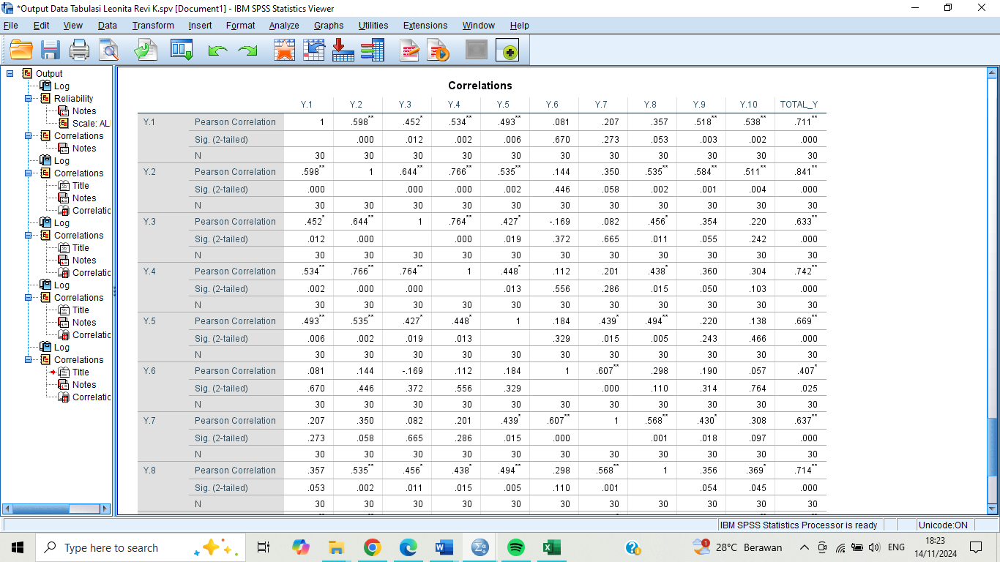 *Output Data Tabulasi Leonita Revi K.spv [Document1] - IBM SPSS Statistics Viewer
File Edit View Data Transform Insert Format Analyze Graphs Utilities Extensions Window Help
Output
Log
Reliability
Notes
Scale: AL
Correlations
Notes
Log
Correlations
Title
Notes
Correlatic
Log
Correlations
Title
Notes
Correlatic
Log
Correlations
Title
Notes
Correlatic
Log
Correlations
Title
Notes
Correlatic
Correlations
Y.1 Y.2 Y.3 Y.4 Y.5 Y.6 Y.7 Y.8 Y.9 Y.10 TOTAL_Y
Y.1 Pearson Correlation 1 .598** .452* .534** .493** .081 .207 .357 .518** .538** .711**
Sig. (2-tailed) .000 .012 .002 .006 .670 .273 .053 .003 .002 .000
N 30 30 30 30 30 30 30 30 30 30 30
Y.2 Pearson Correlation .598** 1 .644** .766** .535** .144 .350 .535** .584** .511** .841**
Sig. (2-tailed) .000 .000 .000 .002 .446 .058 .002 .001 .004 .000
N 30 30 30 30 30 30 30 30 30 30 30
Y.3 Pearson Correlation .452* .644** 1 .764** .427* -.169 .082 .456* .354 .220 .633**
Sig. (2-tailed) .012 .000 .000 .019 .372 .665 .011 .055 .242 .000
N 30 30 30 30 30 30 30 30 30 30 30
Y.4 Pearson Correlation .534** .766** .764** 1 .448* .112 .201 .438* .360 .304 .742**
Sig. (2-tailed) .002 .000 .000 .013 .556 .286 .015 .050 .103 .000
N 30 30 30 30 30 30 30 30 30 30 30
Y.5 Pearson Correlation .493** .535** .427* .448* 1 .184 .439* .494** .220 .138 .669**
Sig. (2-tailed) .006 .002 .019 .013 .329 .015 .005 .243 .466 .000
N 30 30 30 30 30 30 30 30 30 30 30
Y.6 Pearson Correlation .081 .144 -.169 .112 .184 1 .607** .298 .190 .057 .407*
Sig. (2-tailed) .670 .446 .372 .556 .329 .000 .110 .314 .764 .025
N 30 30 30 30 30 30 30 30 30 30 30
Y.7 Pearson Correlation .207 .350 .082 .201 .439* .607** 1 .568** .430* .308 .637**
Sig. (2-tailed) .273 .058 .665 .286 .015 .000 .001 .018 .097 .000
N 30 30 30 30 30 30 30 30 30 30 30
Y.8 Pearson Correlation .357 .535** .456* .438* .494** .298 .568** 1 .356 .369* .714**
Sig. (2-tailed) .053 .002 .011 .015 .005 .110 .001 .054 .045 .000
N 30 30 30 30 30 30 30 30 30 30 30
IBM SPSS Statistics Processor is ready Unicode:ON
Type here to search
1 28°C Berawan ENG 18:23
14/11/2024